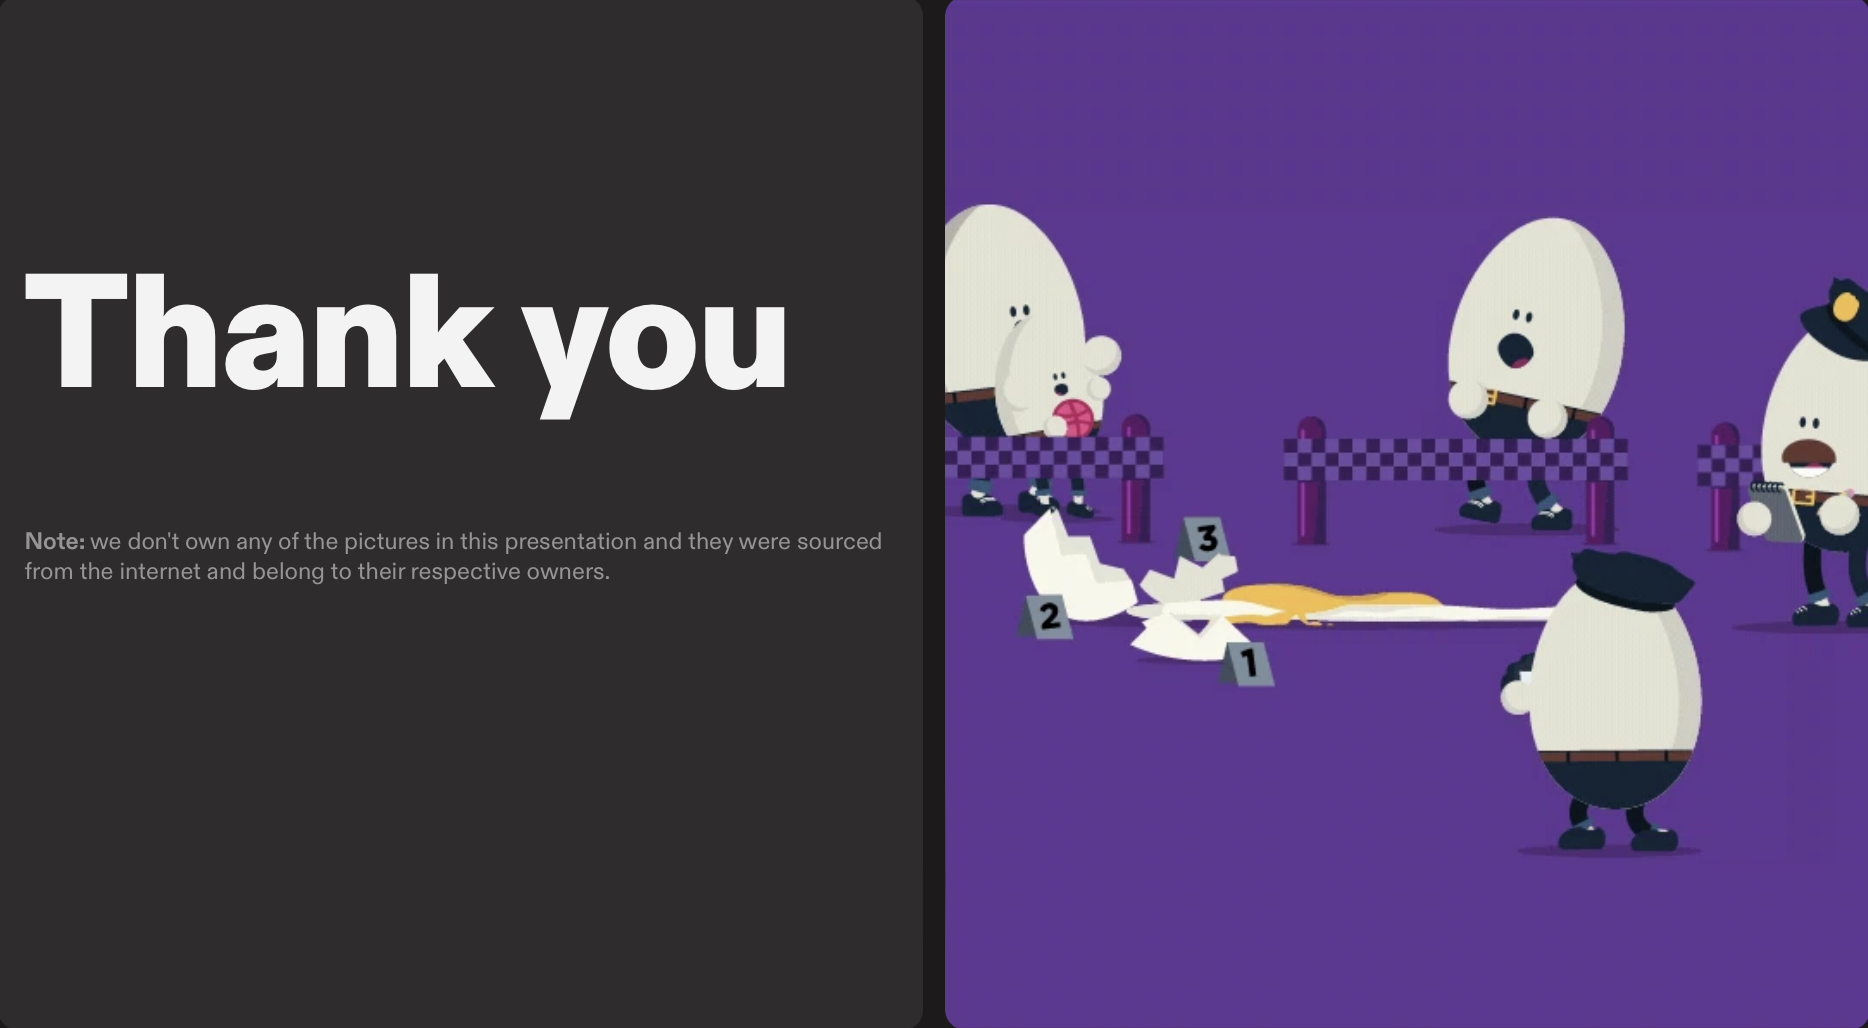 Thank you
Note: we don't own any of the pictures in this presentation and they were sourced
from the internet and belong to their respective owners.
3
2
1